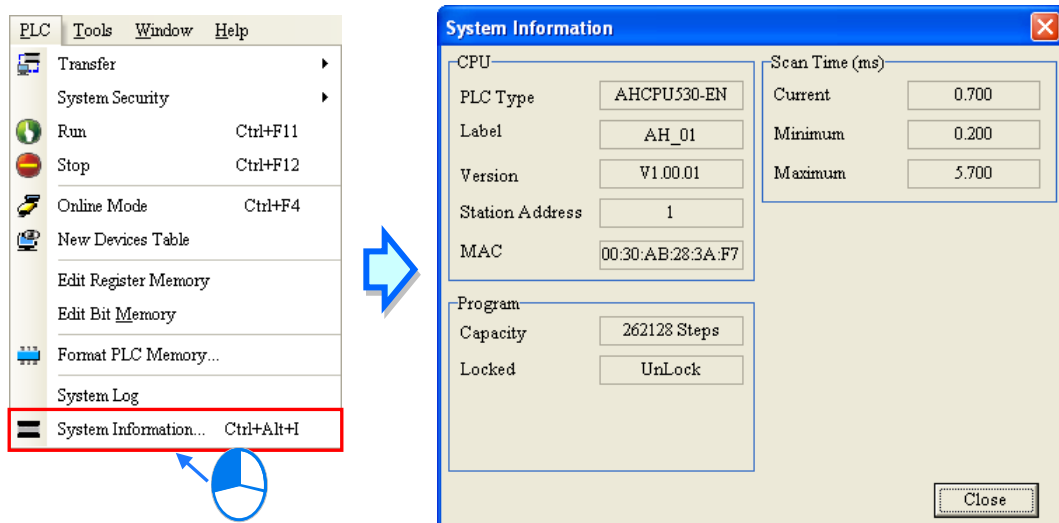 PLC Tools Window Help
Transfer
System Security
Run Ctrl+F11
Stop Ctrl+F12
Online Mode Ctrl+F4
New Devices Table
Edit Register Memory
Edit Bit Memory
Format PLC Memory...
System Log
System Information... Ctrl+Alt+I
System Information
CPU
PLC Type AHCPU530-EN
Label AH_01
Version V1.00.01
Station Address 1
MAC 00:30:AB:28:3A:F7
Program
Capacity 262128 Steps
Locked UnLock
Scan Time (ms)
Current 0.700
Minimum 0.200
Maximum 5.700
Close